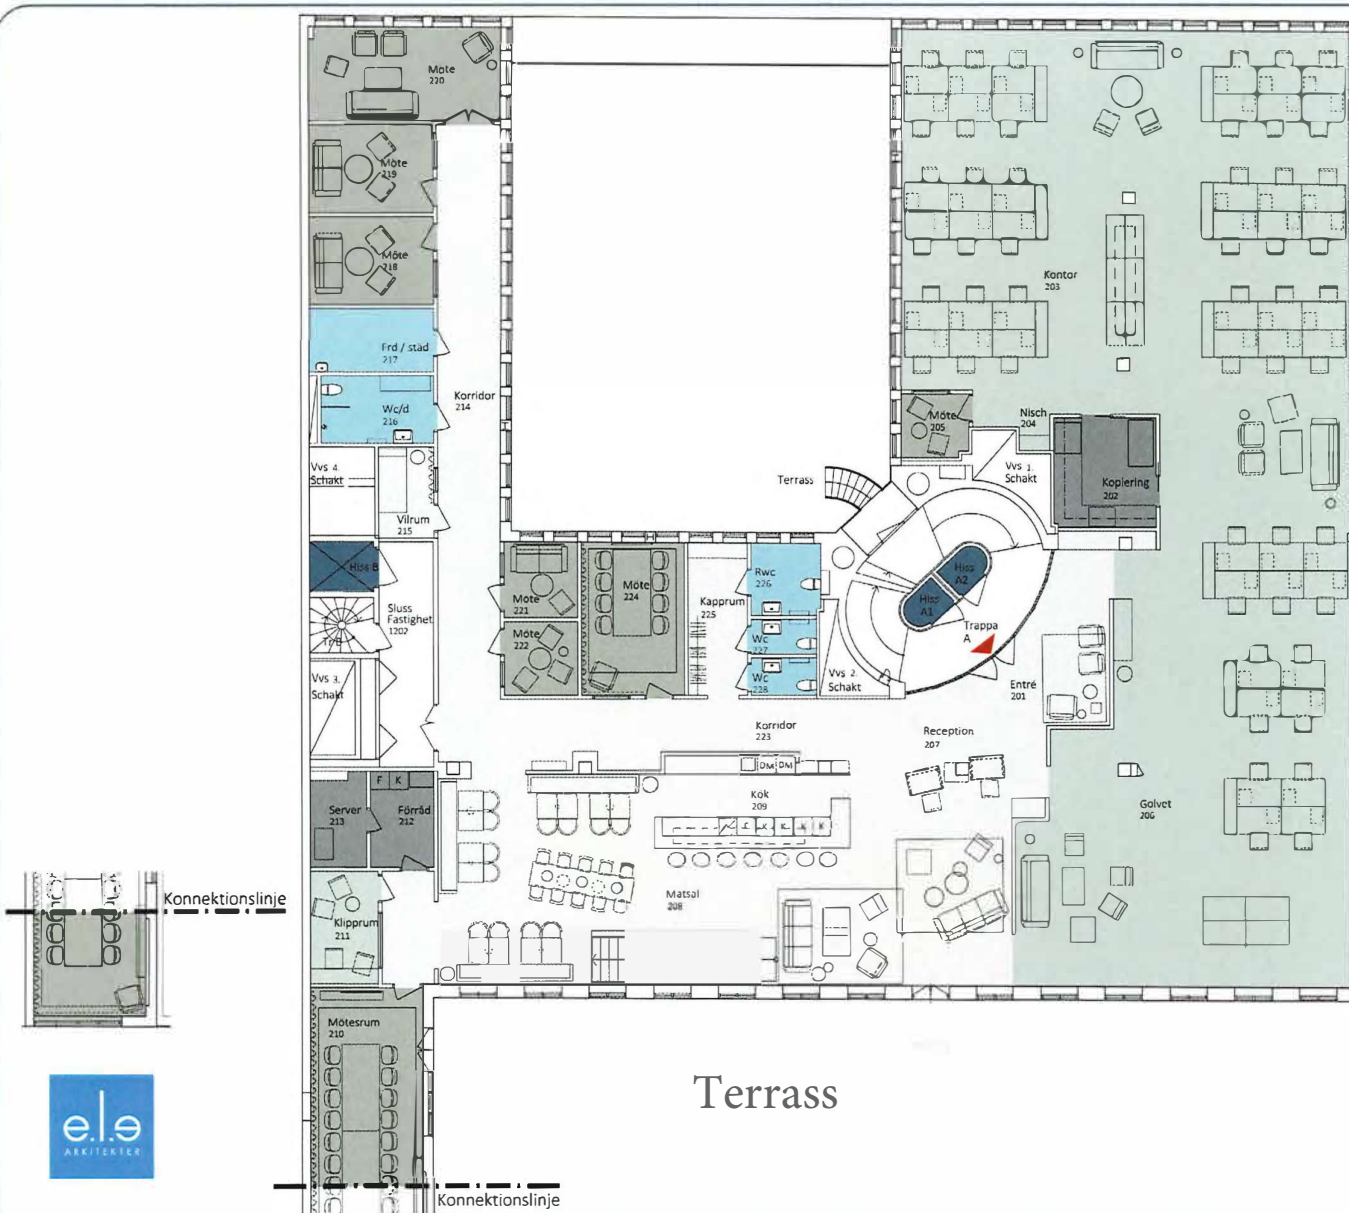 Möte
220
Möte
219
Möte
218
Frd / städ
217
Wc/d
216
Korridor
214
Vvs 4.
Schakt
Vilrum
215
Hiss B
Sluss
Fastighet
1202
Tr B
Vvs 3.
Schakt
Möte
221
Möte
222
Möte
224
Kapprum
225
Rwc
226
Wc
227
Wc
228
Terrass
Vvs 2.
Schakt
Hiss
A2
Hiss
A1
Trappa
A
Vvs 1.
Schakt
Möte
205
Nisch
204
Kontor
203
Kopiering
202
Entré
201
Reception
207
Korridor
223
DM DM
Kök
209
K K K
Server
213
F K
Förråd
212
Golvet
206
Matsal
208
Klipprum
211
Konnektionslinje
Mötesrum
210
Terrass
e.l.e
ARKITEKTER
Konnektionslinje